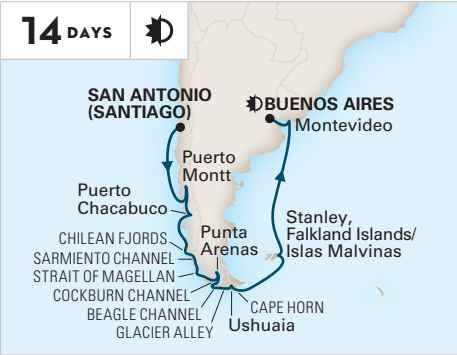 14 DAYS
SAN ANTONIO
(SANTIAGO)
BUENOS AIRES
Montevideo
Puerto
Montt
Puerto
Chacabuco
Punta
Arenas
Stanley,
Falkland Islands/
Islas Malvinas
CHILEAN FJORDS
SARMIENTO CHANNEL
STRAIT OF MAGELLAN
COCKBURN CHANNEL
BEAGLE CHANNEL
GLACIER ALLEY
CAPE HORN
Ushuaia